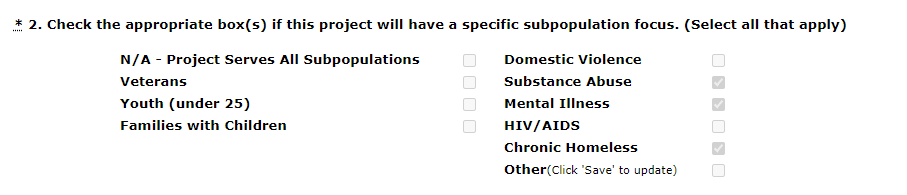 * 2. Check the appropriate box(s) if this project will have a specific subpopulation focus. (Select all that apply)
N/A - Project Serves All Subpopulations
Veterans
Youth (under 25)
Families with Children
Domestic Violence
Substance Abuse
Mental Illness
HIV/AIDS
Chronic Homeless
Other(Click 'Save' to update)